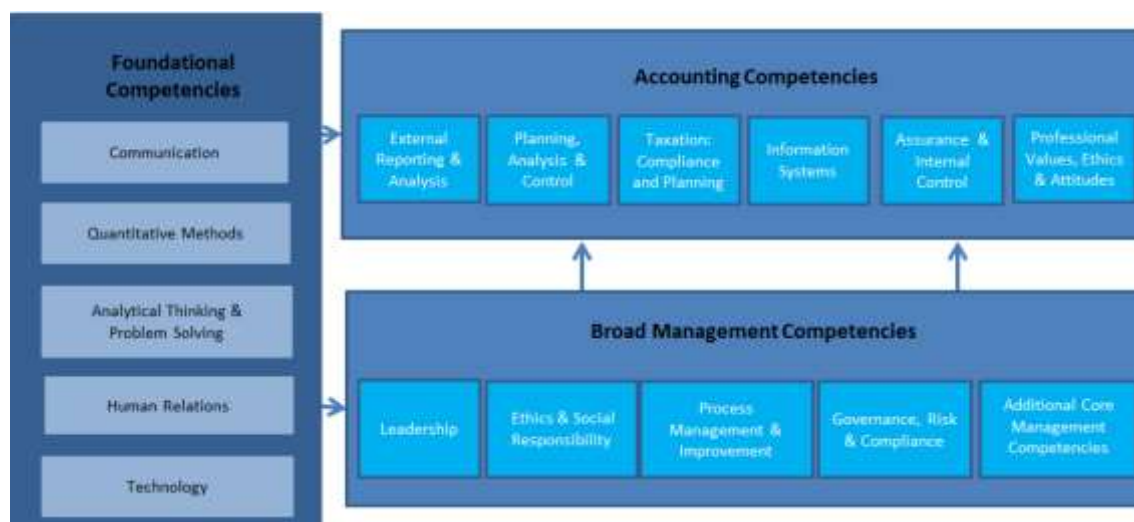 Foundational
Competencies
Communication
Quantitative Methods
Analytical Thinking &
Problem Solving
Human Relations
Technology
Accounting Competencies
External
Reporting &
Analysis
Planning,
Analysis &
Control
Taxation:
Compliance
and Planning
Information
Systems
Assurance &
Internal
Control
Professional
Values, Ethics
& Attitudes
Broad Management Competencies
Leadership
Ethics & Social
Responsibility
Process
Management &
Improvement
Governance, Risk
& Compliance
Additional Core
Management
Competencies